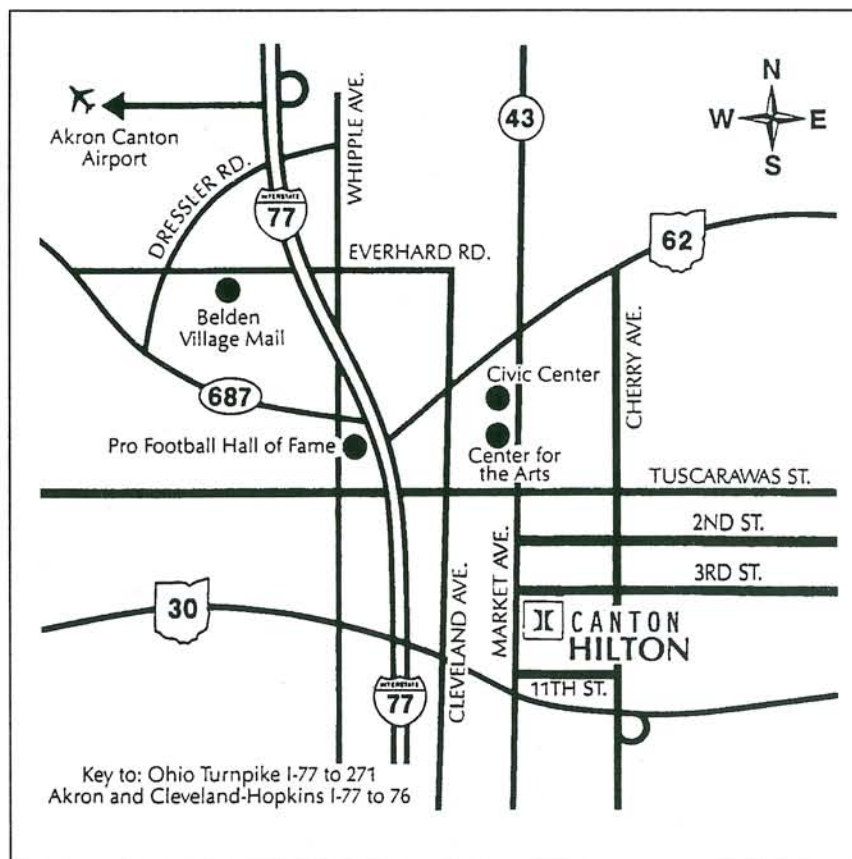 N
W E
S
43
Akron Canton
Airport
WHIPPLE AVE.
DRESSLER RD.
INTERSTATE
77
62
EVERHARD RD.
Belden
Village Mail
CHERRY AVE.
687
Civic Center
Pro Football Hall of Fame
Center for
the Arts
TUSCARAWAS ST.
2ND ST.
3RD ST.
30
CLEVELAND AVE.
MARKET AVE.
CANTON
HILTON
11TH ST.
INTERSTATE
77
Key to: Ohio Turnpike I-77 to 271
Akron and Cleveland-Hopkins I-77 to 76